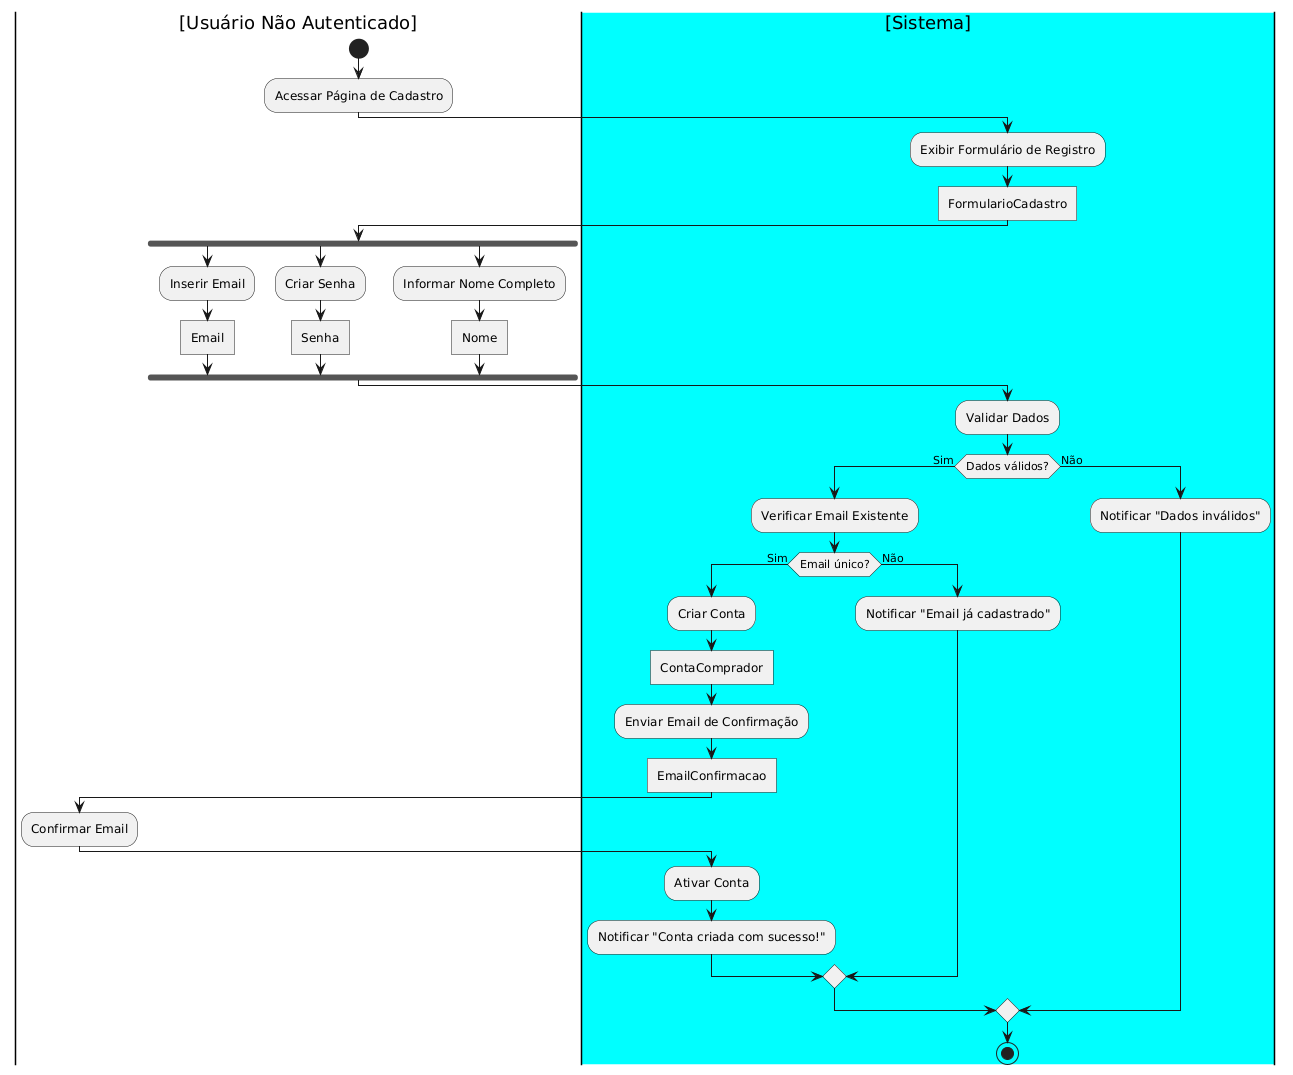 [Usuário Não Autenticado]
[Sistema]
Acessar Página de Cadastro
Exibir Formulário de Registro
FormularioCadastro
Inserir Email
Criar Senha
Informar Nome Completo
Email
Senha
Nome
Validar Dados
Sim
Dados válidos?
Não
Verificar Email Existente
Notificar "Dados inválidos"
Sim
Email único?
Não
Criar Conta
Notificar "Email já cadastrado"
ContaComprador
Enviar Email de Confirmação
EmailConfirmacao
Confirmar Email
Ativar Conta
Notificar "Conta criada com sucesso!"